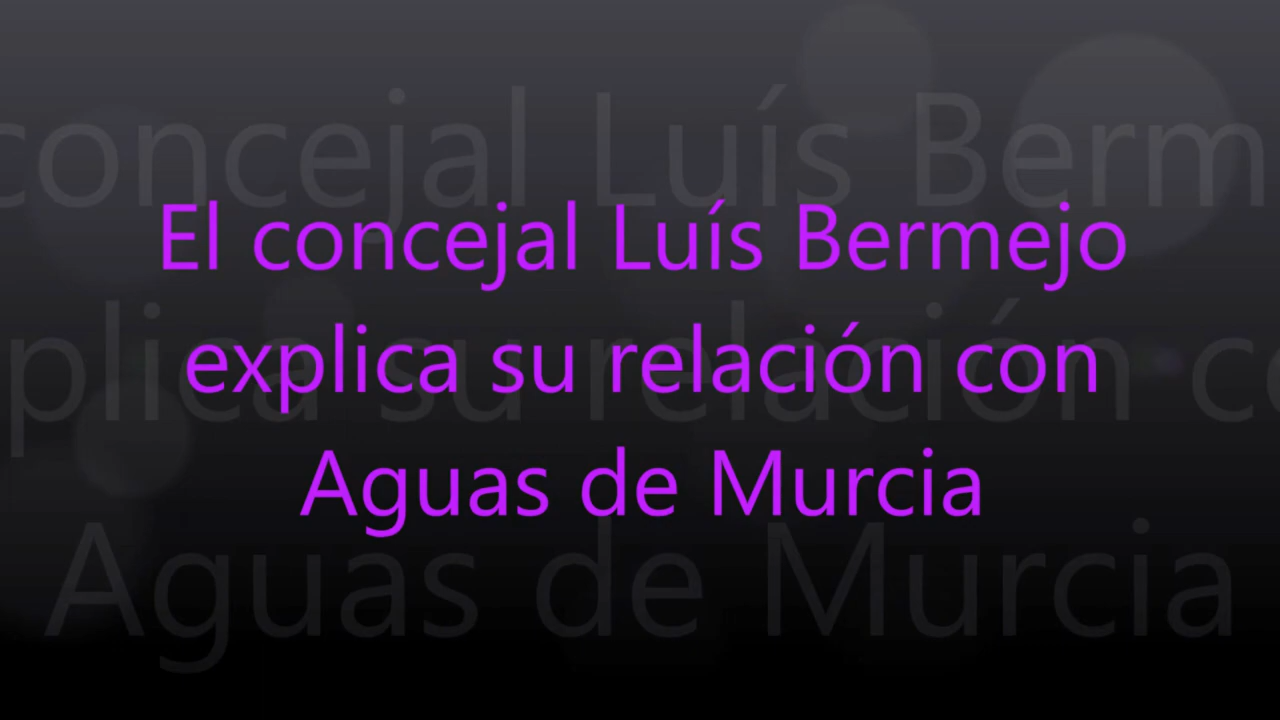 El concejal Luís Bermejo
explica su relación con
Aguas de Murcia